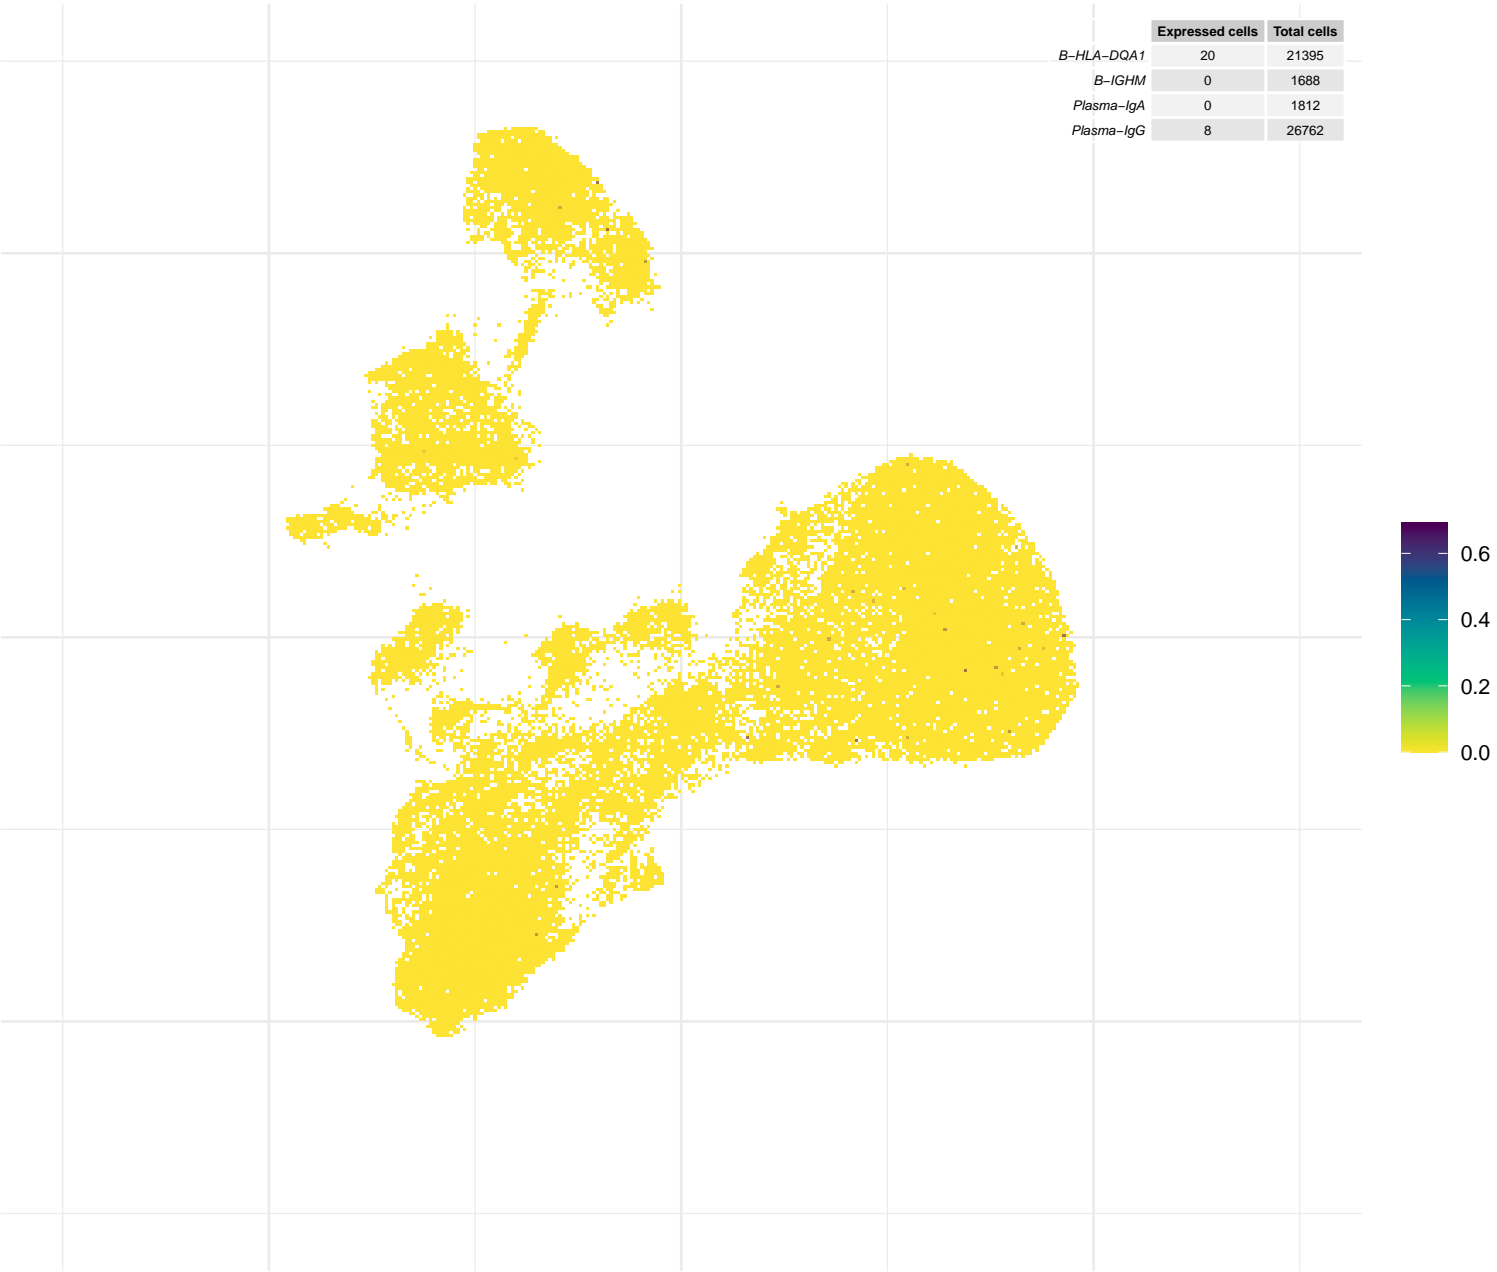 Expressed cells Total cells
B−HLA−DQA1 20 21395
B−IGHM 0 1688
Plasma−IgA 0 1812
Plasma−IgG 8 26762
0.6
0.4
0.2
0.0